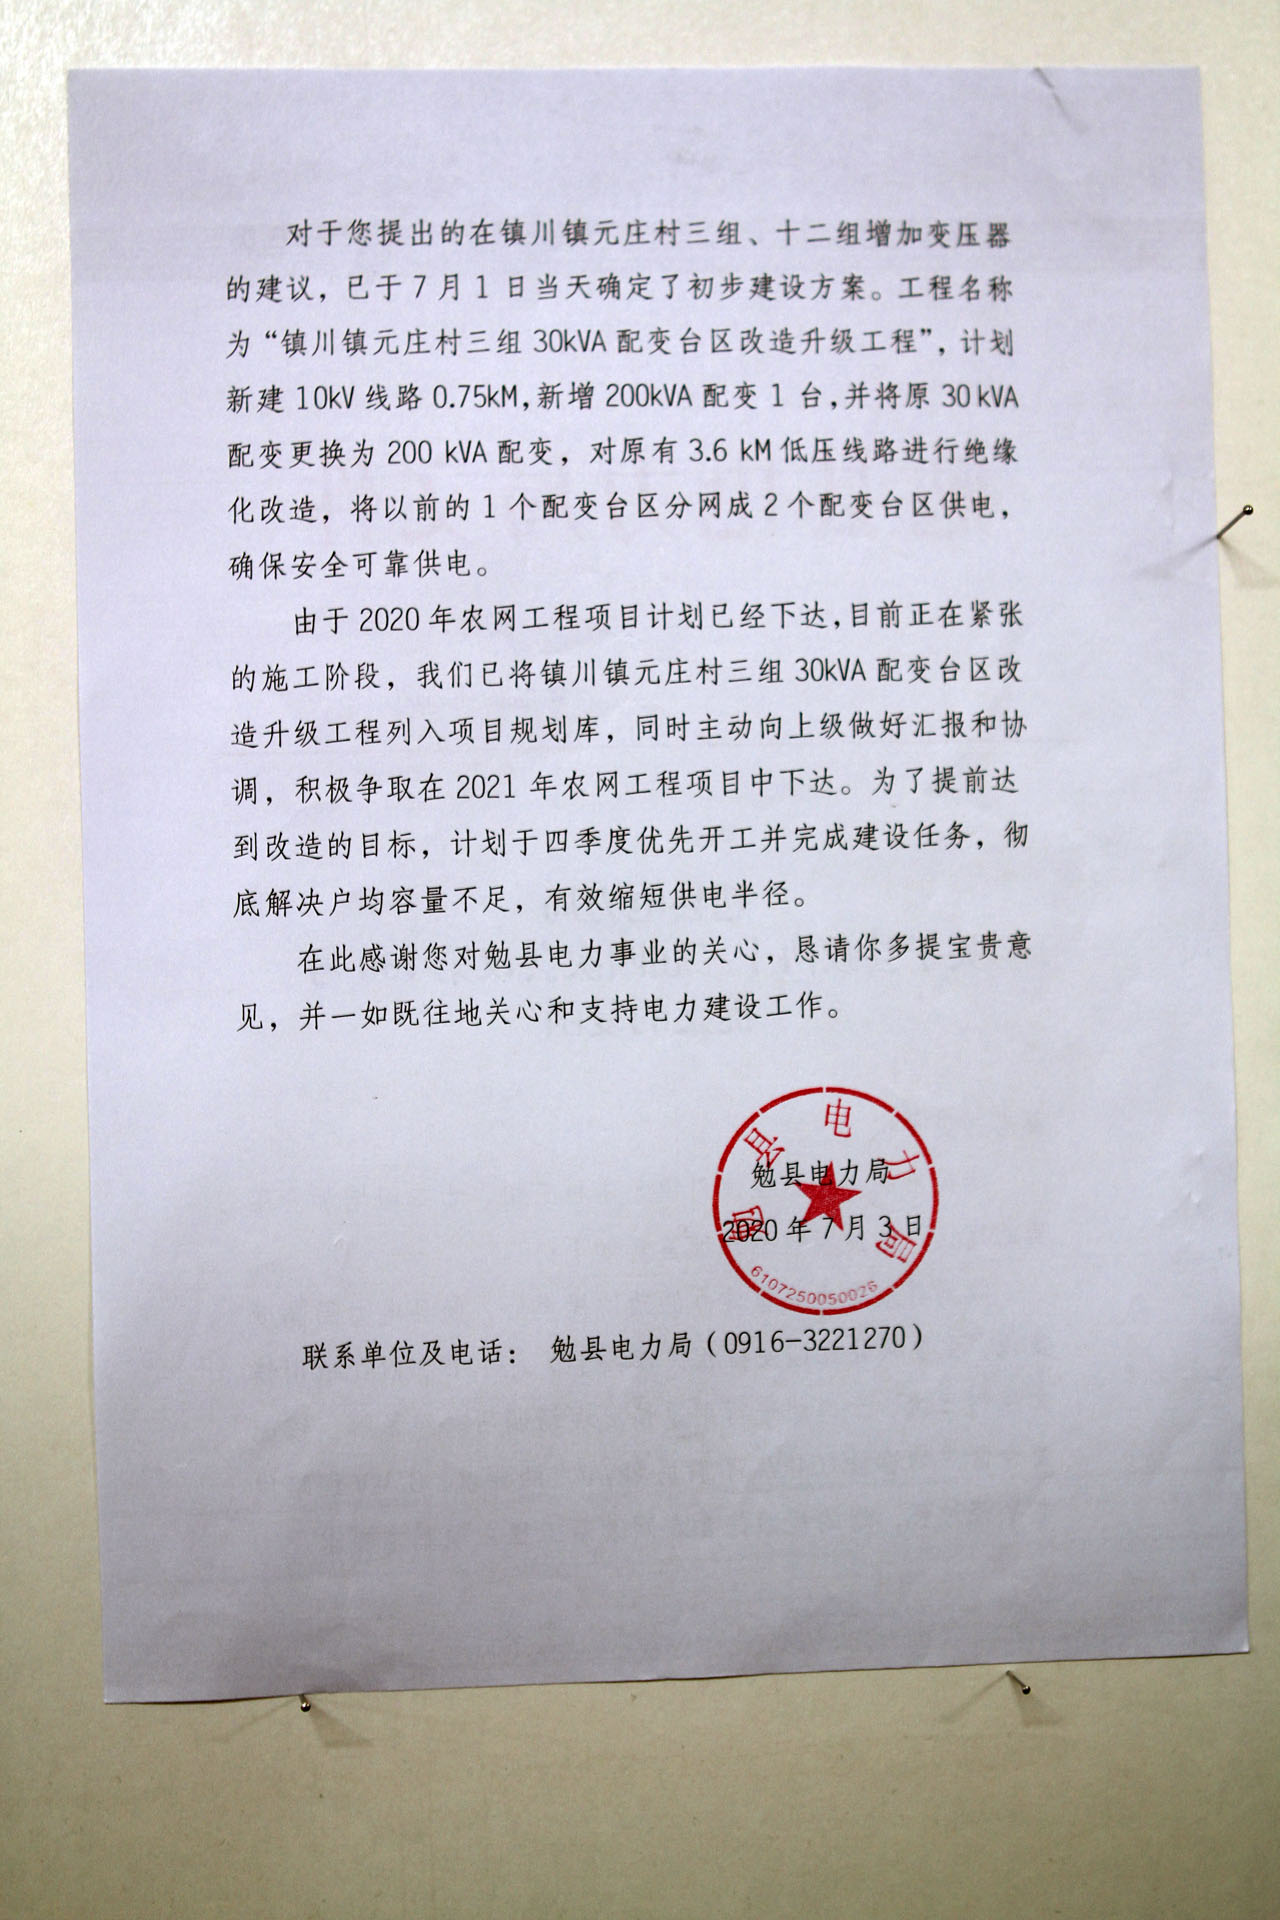 对于您提出的在镇川镇元庄村三组、十二组增加变压器
的建议，已于7月1日当天确定了初步建设方案。工程名称
为“镇川镇元庄村三组30kVA配变台区改造升级工程”，计划
新建10kV线路0.75kM,新增200kVA配变1台,并将原30kVA
配变更换为200 kVA配变，对原有3.6 kM低压线路进行绝缘
化改造，将以前的1个配变台区分网成2个配变台区供电，
确保安全可靠供电。
由于2020年农网工程项目计划已经下达,目前正在紧张
的施工阶段，我们已将镇川镇元庄村三组30kVA配变台区改
造升级工程列入项目规划库，同时主动向上级做好汇报和协
调，积极争取在2021年农网工程项目中下达。为了提前达
到改造的目标，计划于四季度优先开工并完成建设任务，彻
底解决户均容量不足，有效缩短供电半径。
在此感谢您对勉县电力事业的关心，恳请你多提宝贵意
见，并一如既往地关心和支持电力建设工作。
勉县电力局
勉县电力局
2020年7月3日
6107250050026
联系单位及电话： 勉县电力局（0916-3221270）